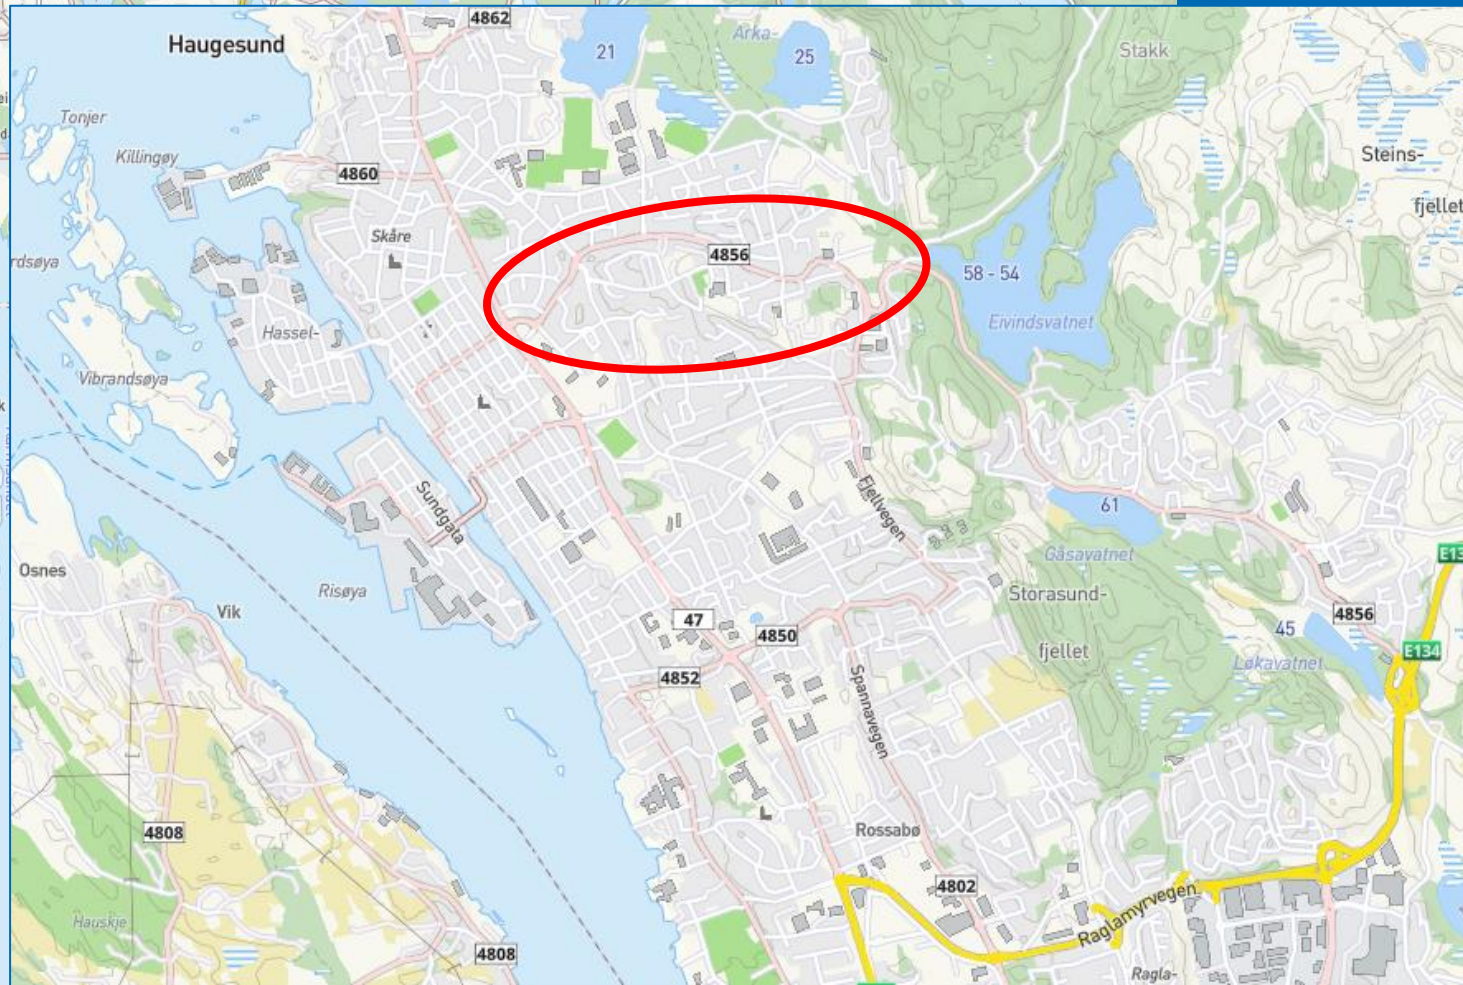 4862
Haugesund
21
Arka-
25
Stakk
Tonjer
Killingøy
4860
Steins-
fjellet
Skåre
rdsøya
4856
58 - 54
Eivindsvatnet
Hassel-
Vibrandsøya
Sundgata
Fjellvegen
61
Gåsavatnet
E13
Osnes
Vik
Risøya
Storasund-
fjellet
47
4850
4852
4856
45
E134
Løkavatnet
Spannavegen
4808
Rossabø
4802
Raglamyrvegen
Hauskje
4808
Ragla-